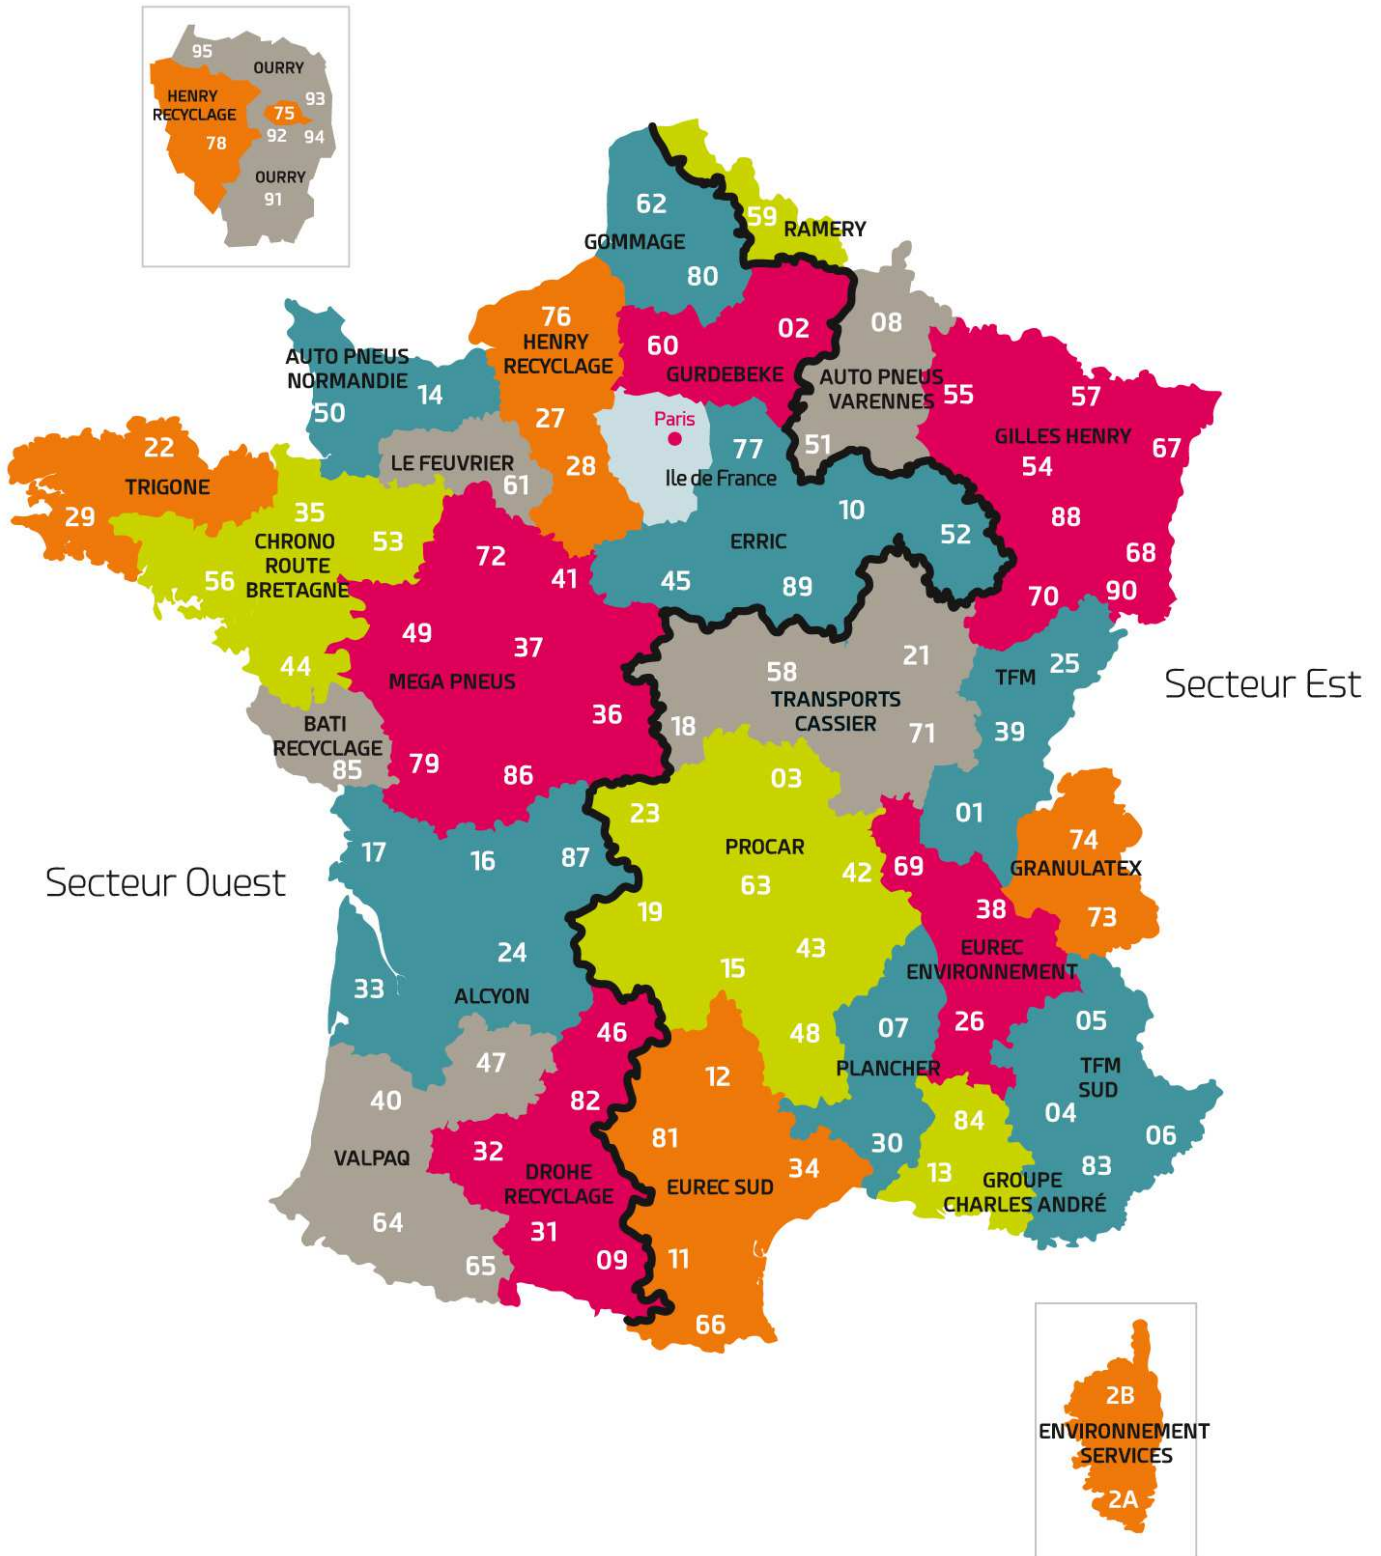 95
OURRY
HENRY
RECYCLAGE
93
75
78
92
94
OURRY
91
62
GOMMAGE
59
RAMERY
80
76
HENRY
RECYCLAGE
02
60
GURDEBEKE
08
AUTO PNEUS
VARENNES
AUTO PNEUS
NORMANDIE
14
50
55
57
GILLES HENRY
67
54
27
Paris
77
51
Ile de France
22
TRIGONE
29
LE FEUVRIER
61
28
10
52
88
68
35
CHRONO
ROUTE
BRETAGNE
53
56
72
41
ERRIC
45
89
70
90
49
37
44
MEGA PNEUS
58
21
TRANSPORTS
CASSIER
TFM
25
Secteur Est
BATI
RECYCLAGE
85
36
18
71
39
79
86
03
23
01
PROCAR
74
GRANULATEX
73
Secteur Ouest
17
16
87
42
69
63
19
38
EUREC
ENVIRONNEMENT
43
15
24
33
ALCYON
46
48
07
26
05
PLANCHER
TFM
SUD
47
12
40
82
04
06
84
81
30
32
VALPAQ
DROHE
RECYCLAGE
34
EUREC SUD
13
83
GROUPE
CHARLES ANDRÉ
64
31
65
09
11
66
2B
ENVIRONNEMENT
SERVICES
2A